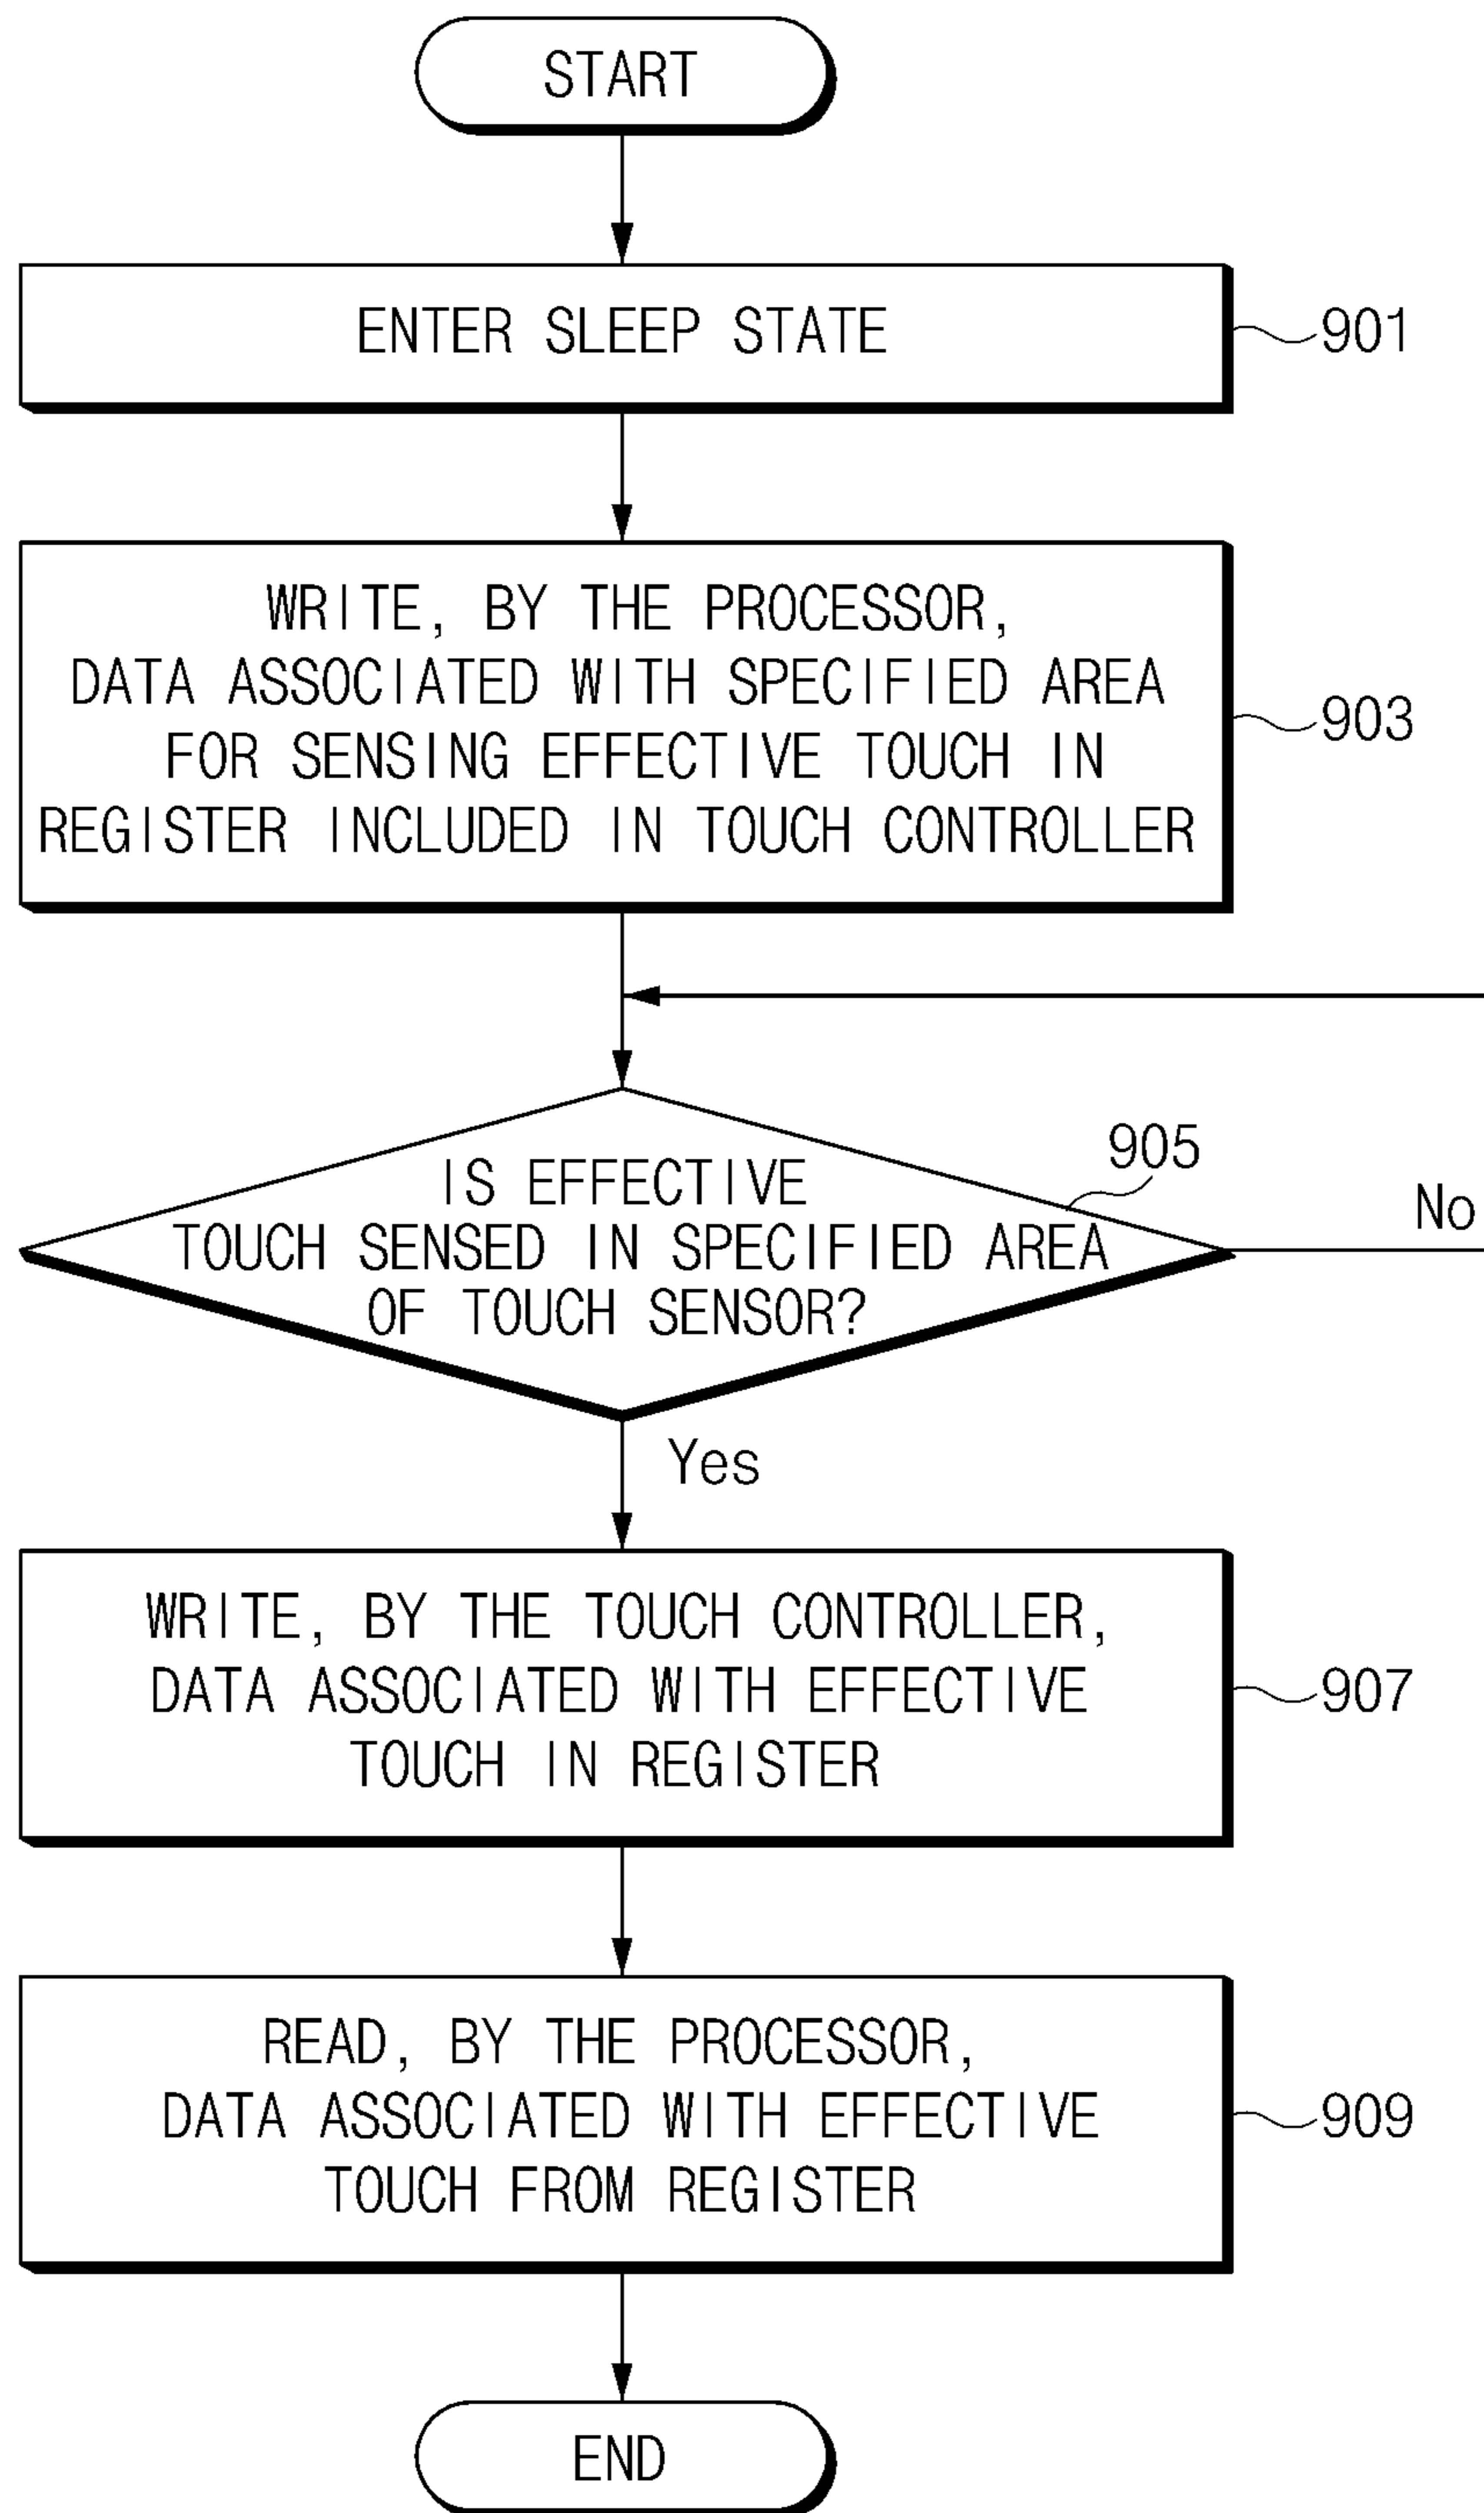 START
ENTER SLEEP STATE
901
WRITE, BY THE PROCESSOR,
DATA ASSOCIATED WITH SPECIFIED AREA
FOR SENSING EFFECTIVE TOUCH IN
REGISTER INCLUDED IN TOUCH CONTROLLER
903
905
IS EFFECTIVE
TOUCH SENSED IN SPECIFIED AREA
OF TOUCH SENSOR?
No
Yes
WRITE, BY THE TOUCH CONTROLLER,
DATA ASSOCIATED WITH EFFECTIVE
TOUCH IN REGISTER
907
READ, BY THE PROCESSOR,
DATA ASSOCIATED WITH EFFECTIVE
TOUCH FROM REGISTER
909
END